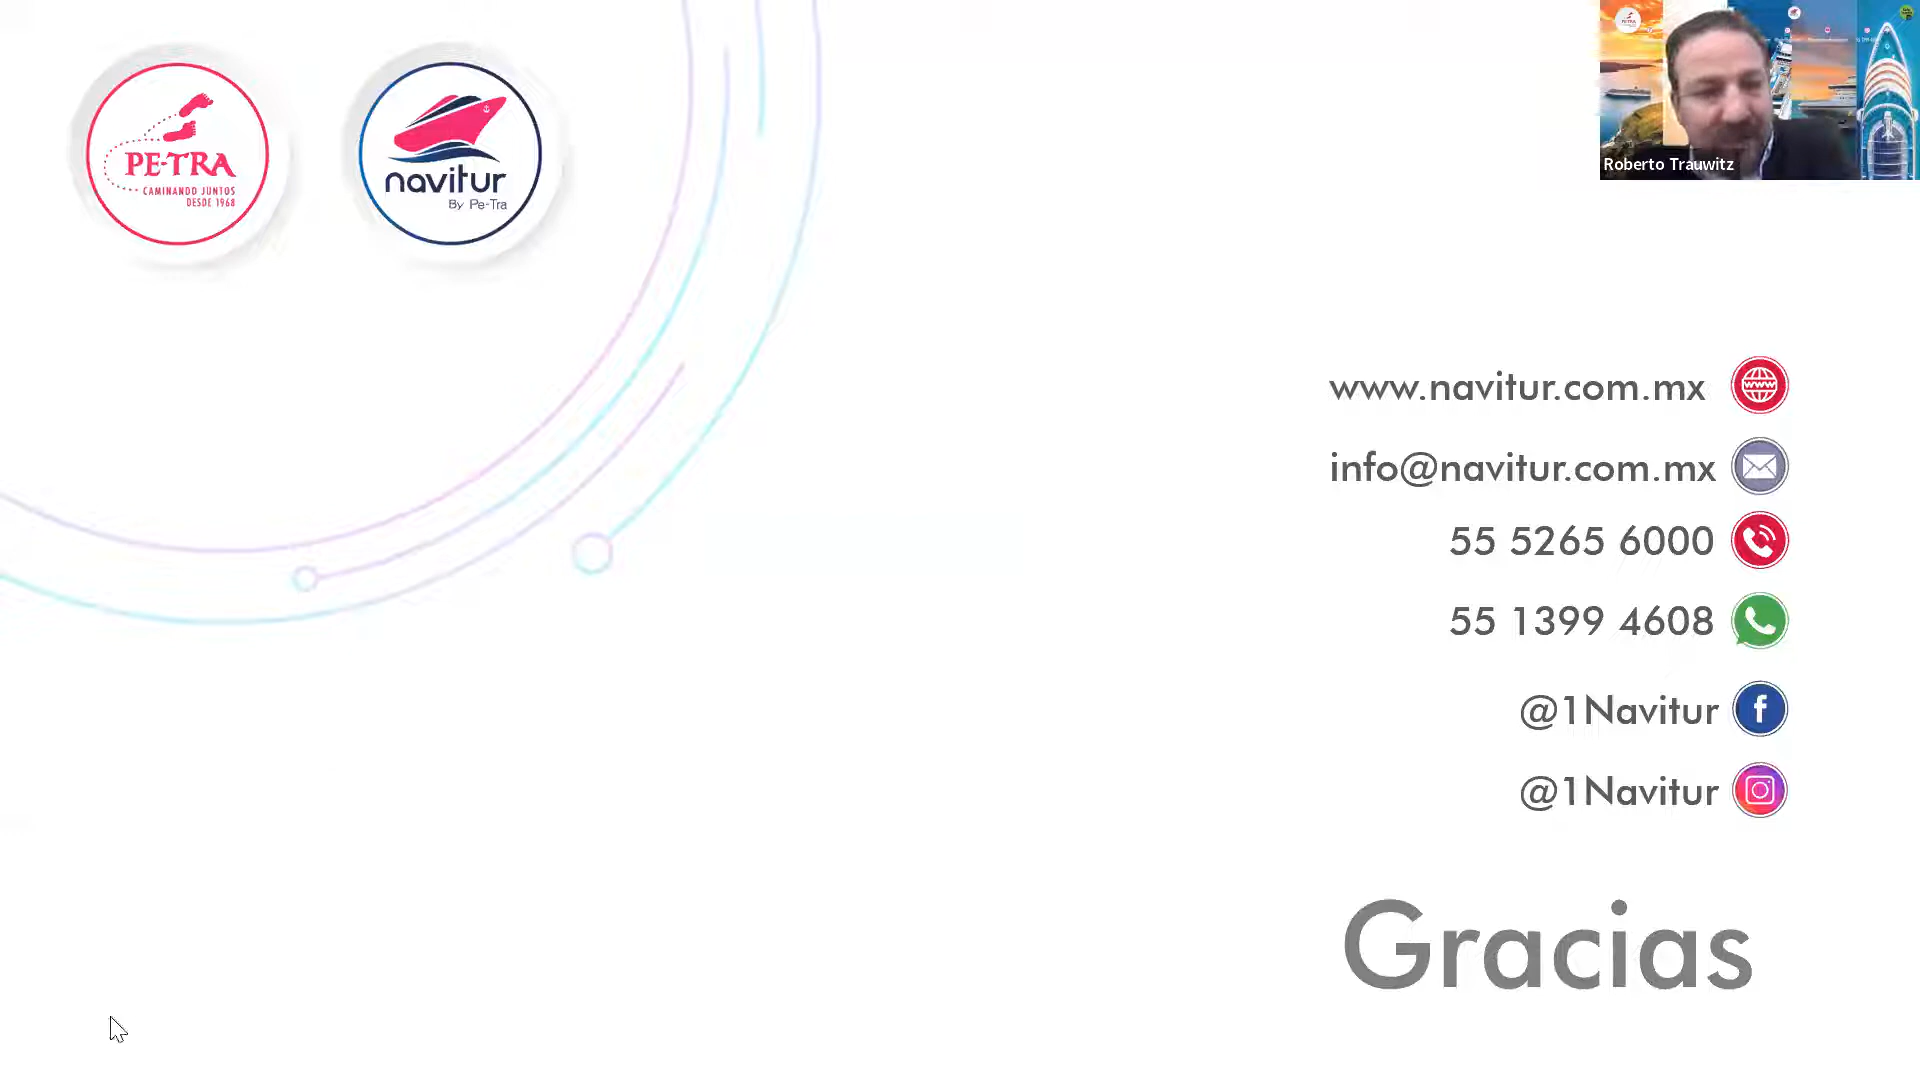 PE-TRA
CAMINANDO JUNTOS
DESDE 1968
navitur
By Pe-Tra
Roberto Trauwitz
www.navitur.com.mx
info@navitur.com.mx
55 5265 6000
55 1399 4608
@1Navitur
@1Navitur
Gracias